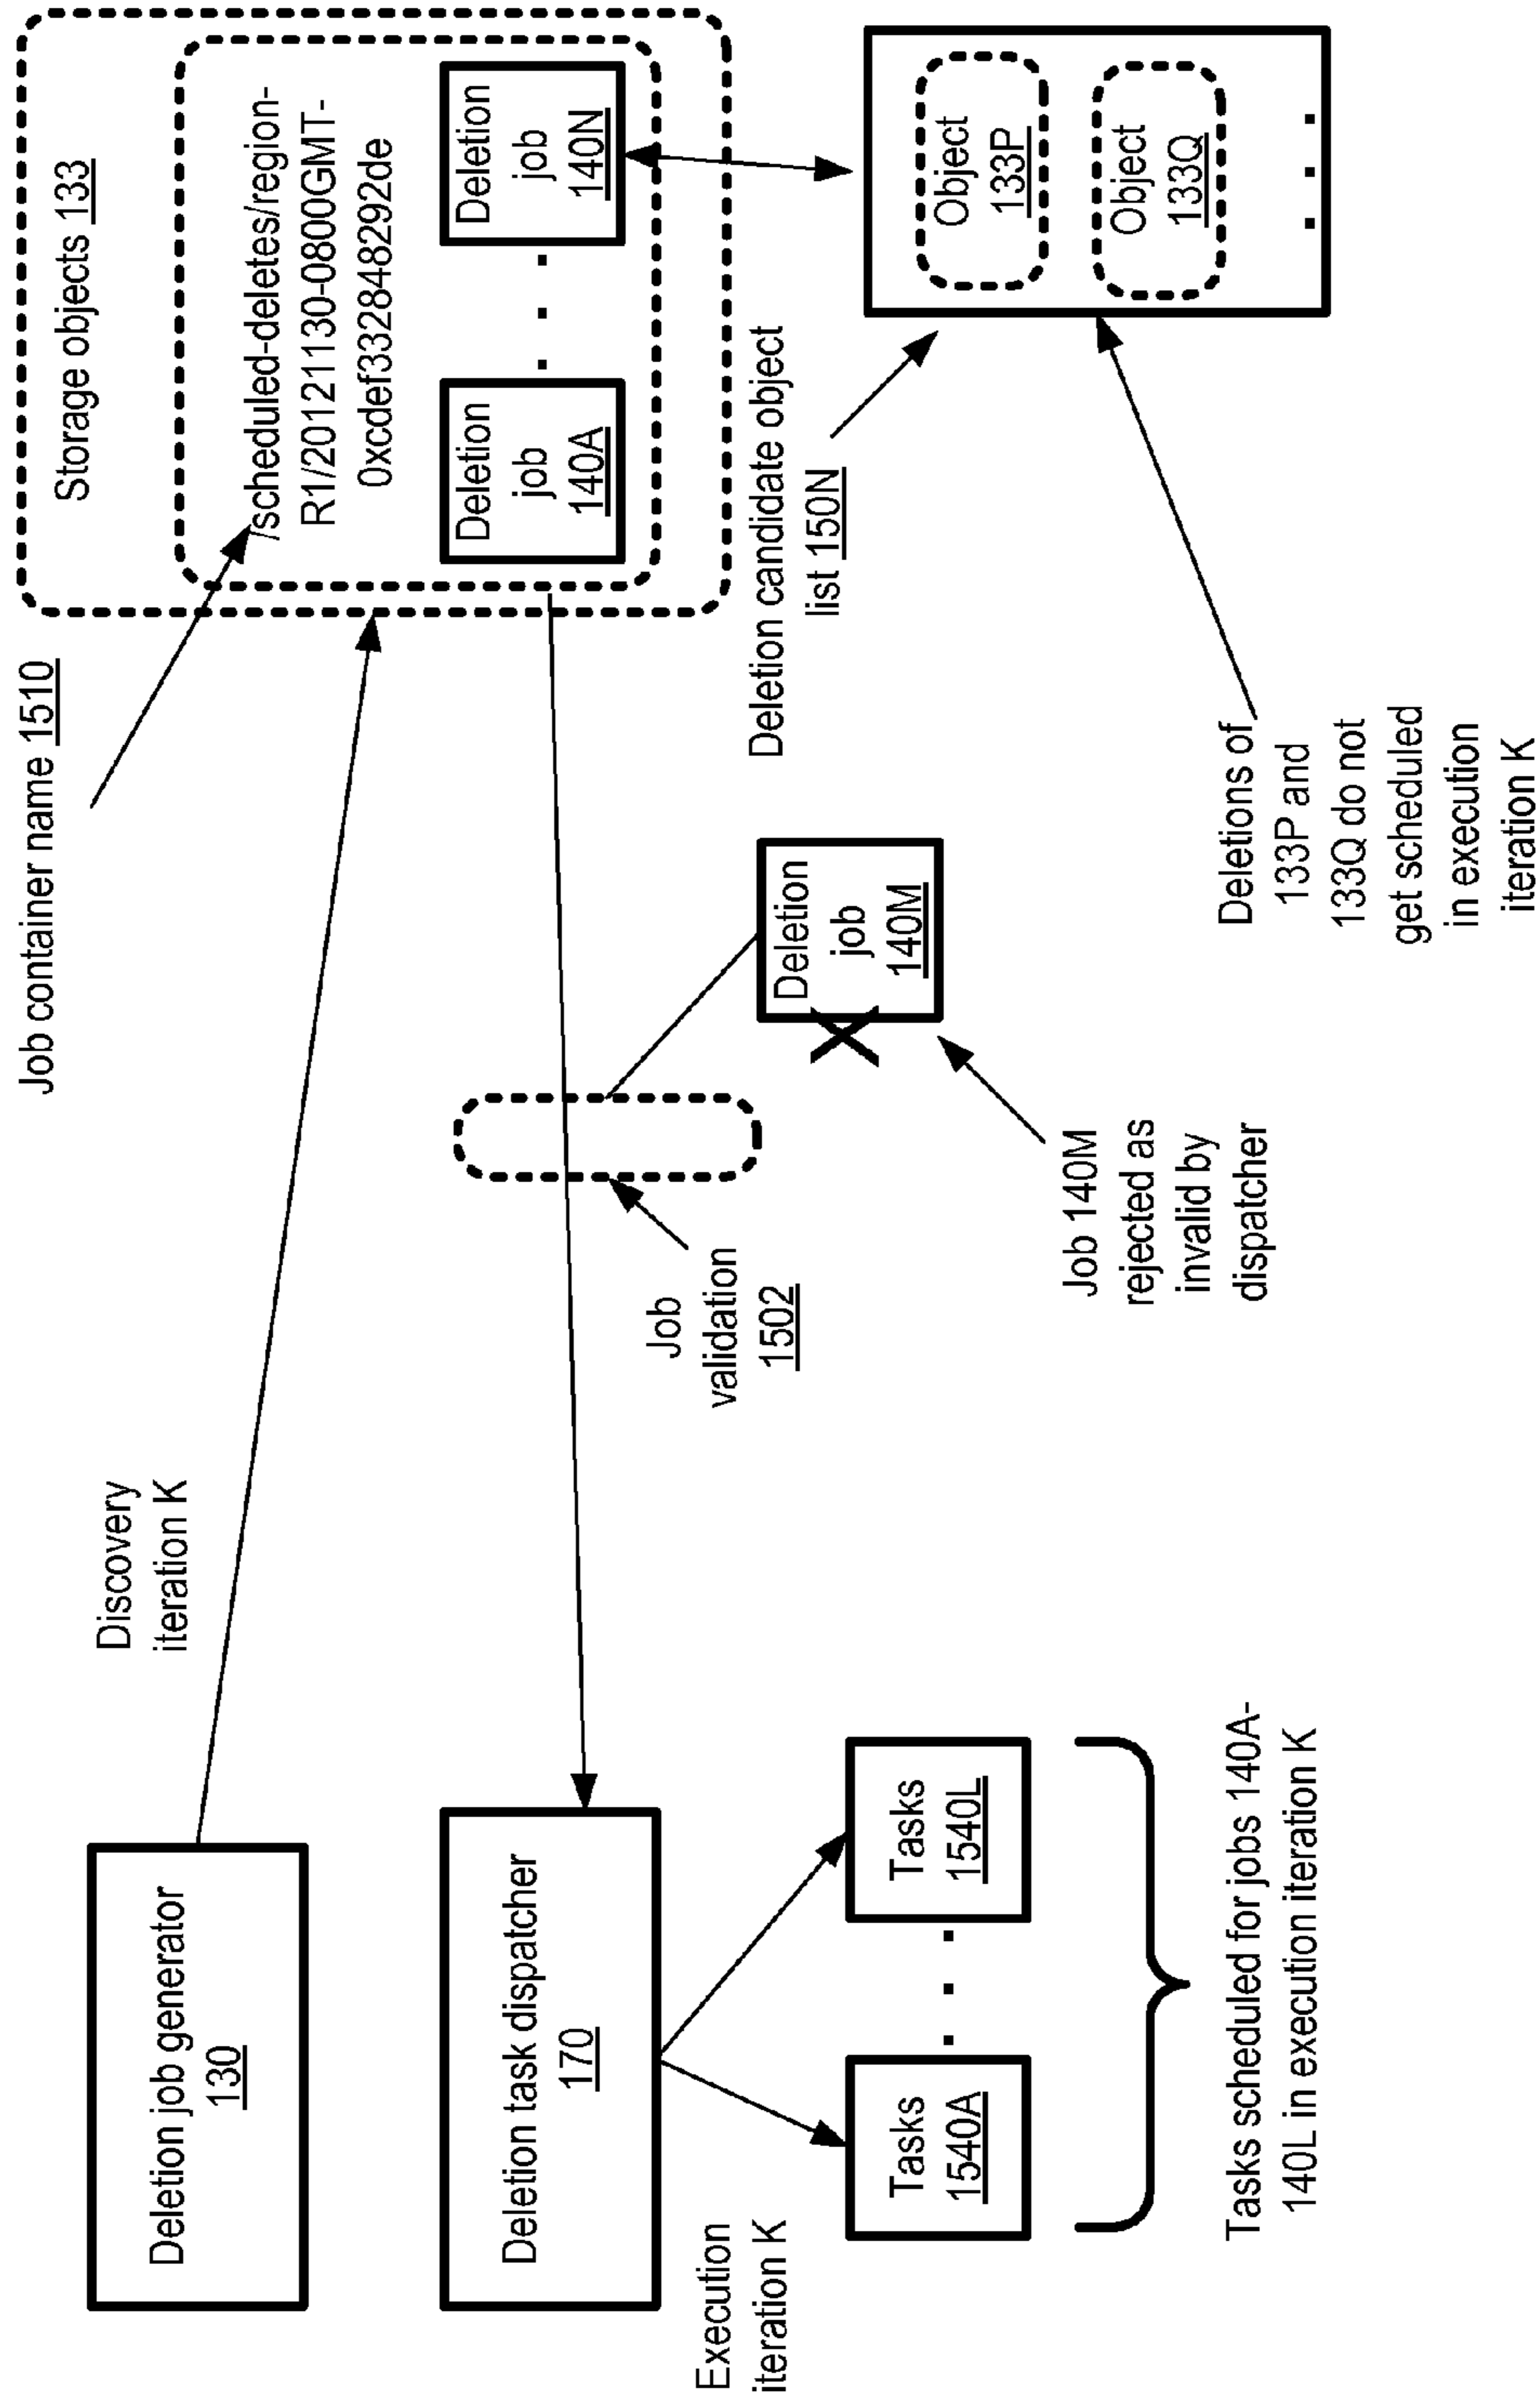 Job container name 1510
Storage objects 133
/scheduled-deletes/region-
R1/20121130-0800GMT-
0xcdef33284829​2de
Deletion
job
140A
Deletion
job
140N
Discovery
iteration K
Deletion job generator
130
Deletion task dispatcher
170
Job
validation
1502
Deletion
job
140M
Job 140M
rejected as
invalid by
dispatcher
Deletion candidate object
list 150N
Object
133P
Object
133Q
Deletions of
133P and
133Q do not
get scheduled
in execution
iteration K
Execution
iteration K
Tasks
1540A
Tasks
1540L
Tasks scheduled for jobs 140A-
140L in execution iteration K